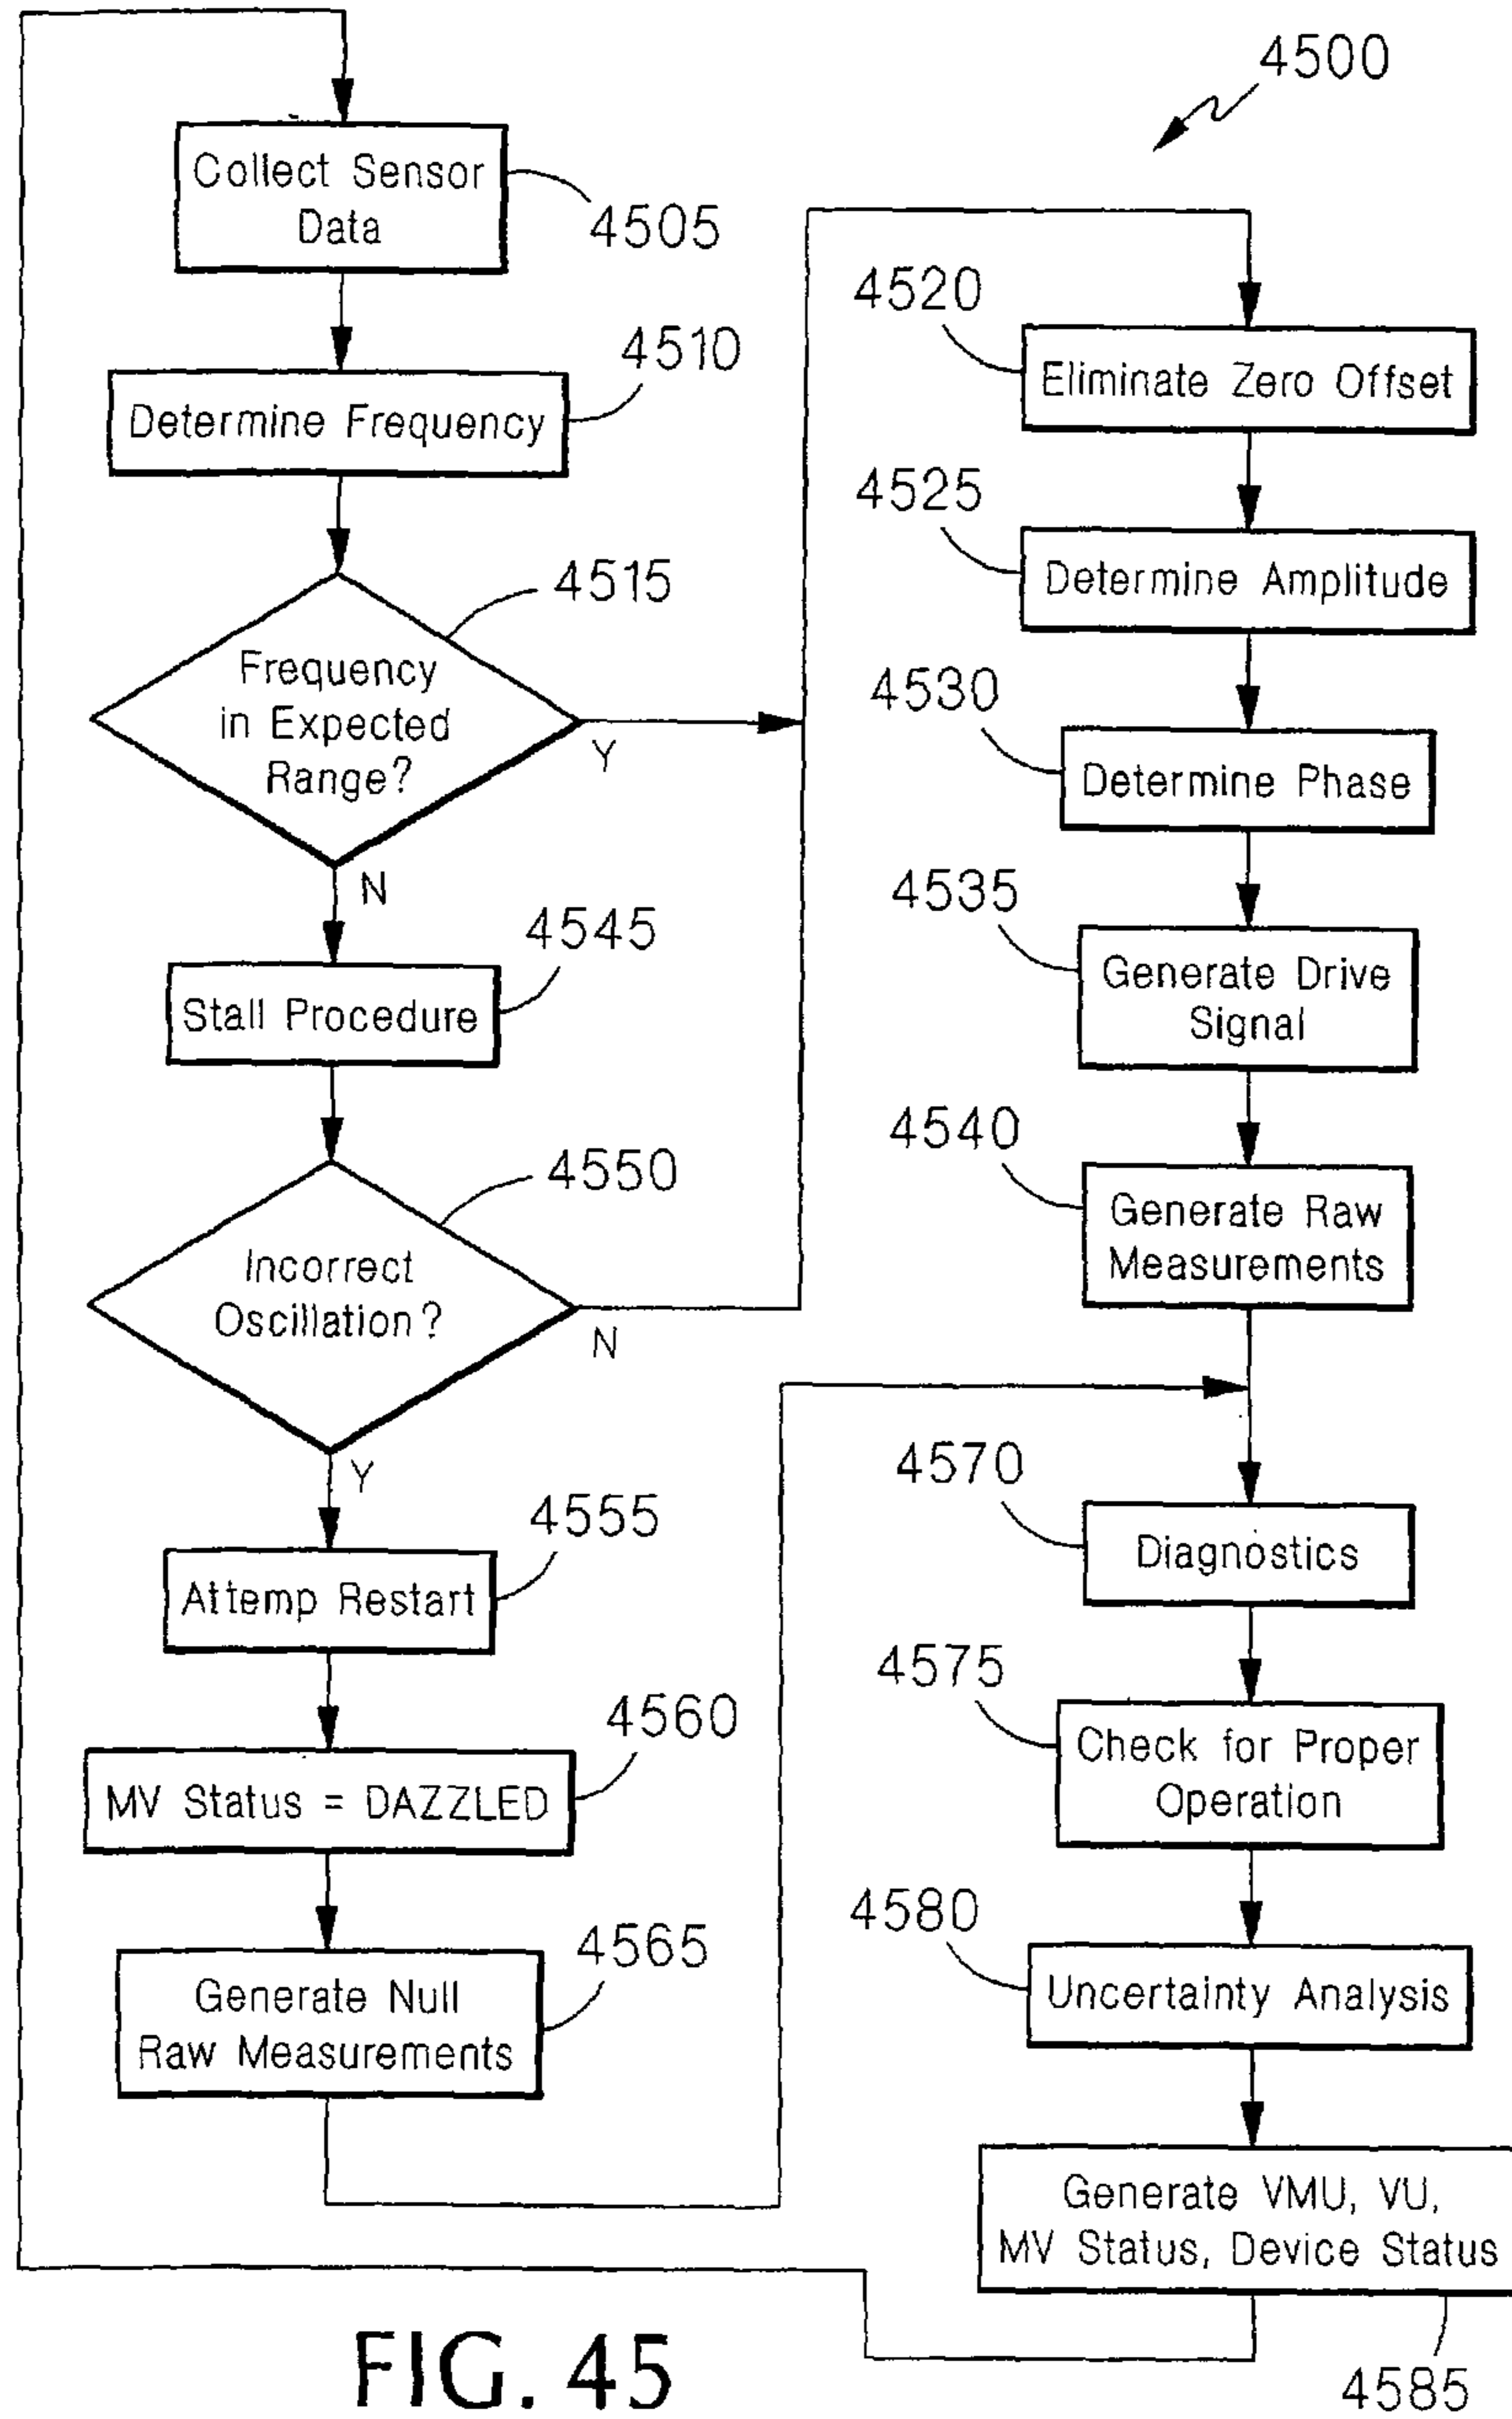 4500
Collect Sensor
Data
4505
4510
Determine Frequency
4515
Frequency
in Expected
Range?
Y
N
4545
Stall Procedure
4550
Incorrect
Oscillation?
N
Y
4555
Attemp Restart
4560
MV Status = DAZZLED
4565
Generate Null
Raw Measurements
4520
Eliminate Zero Offset
4525
Determine Amplitude
4530
Determine Phase
4535
Generate Drive
Signal
4540
Generate Raw
Measurements
4570
Diagnostics
4575
Check for Proper
Operation
4580
Uncertainty Analysis
Generate VMU, VU,
MV Status, Device Status
4585
FIG. 45